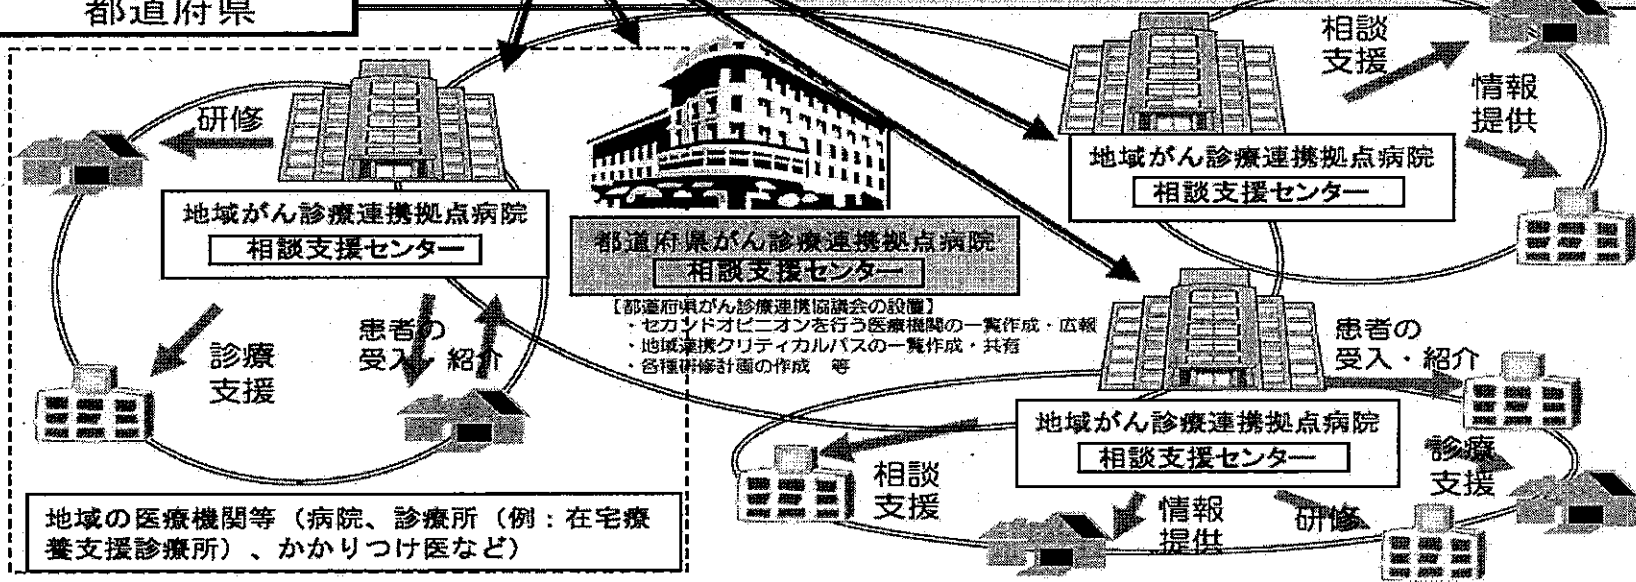 都道府県
研修
地域がん診療連携拠点病院
相談支援センター
診療
支援
患者の
受入・紹介
地域の医療機関等（病院、診療所（例：在宅療
養支援診療所）、かかりつけ医など）
都道府県がん診療連携拠点病院
相談支援センター
【都道府県がん診療連携協議会の設置】
・セカンドオピニオンを行う医療機関の一覧作成・広報
・地域連携クリティカルパスの一覧作成・共有
・各種研修計画の作成　等
相談
支援
情報
提供
地域がん診療連携拠点病院
相談支援センター
患者の
受入・紹介
地域がん診療連携拠点病院
相談支援センター
相談
支援
情報
提供
研修
診療
支援